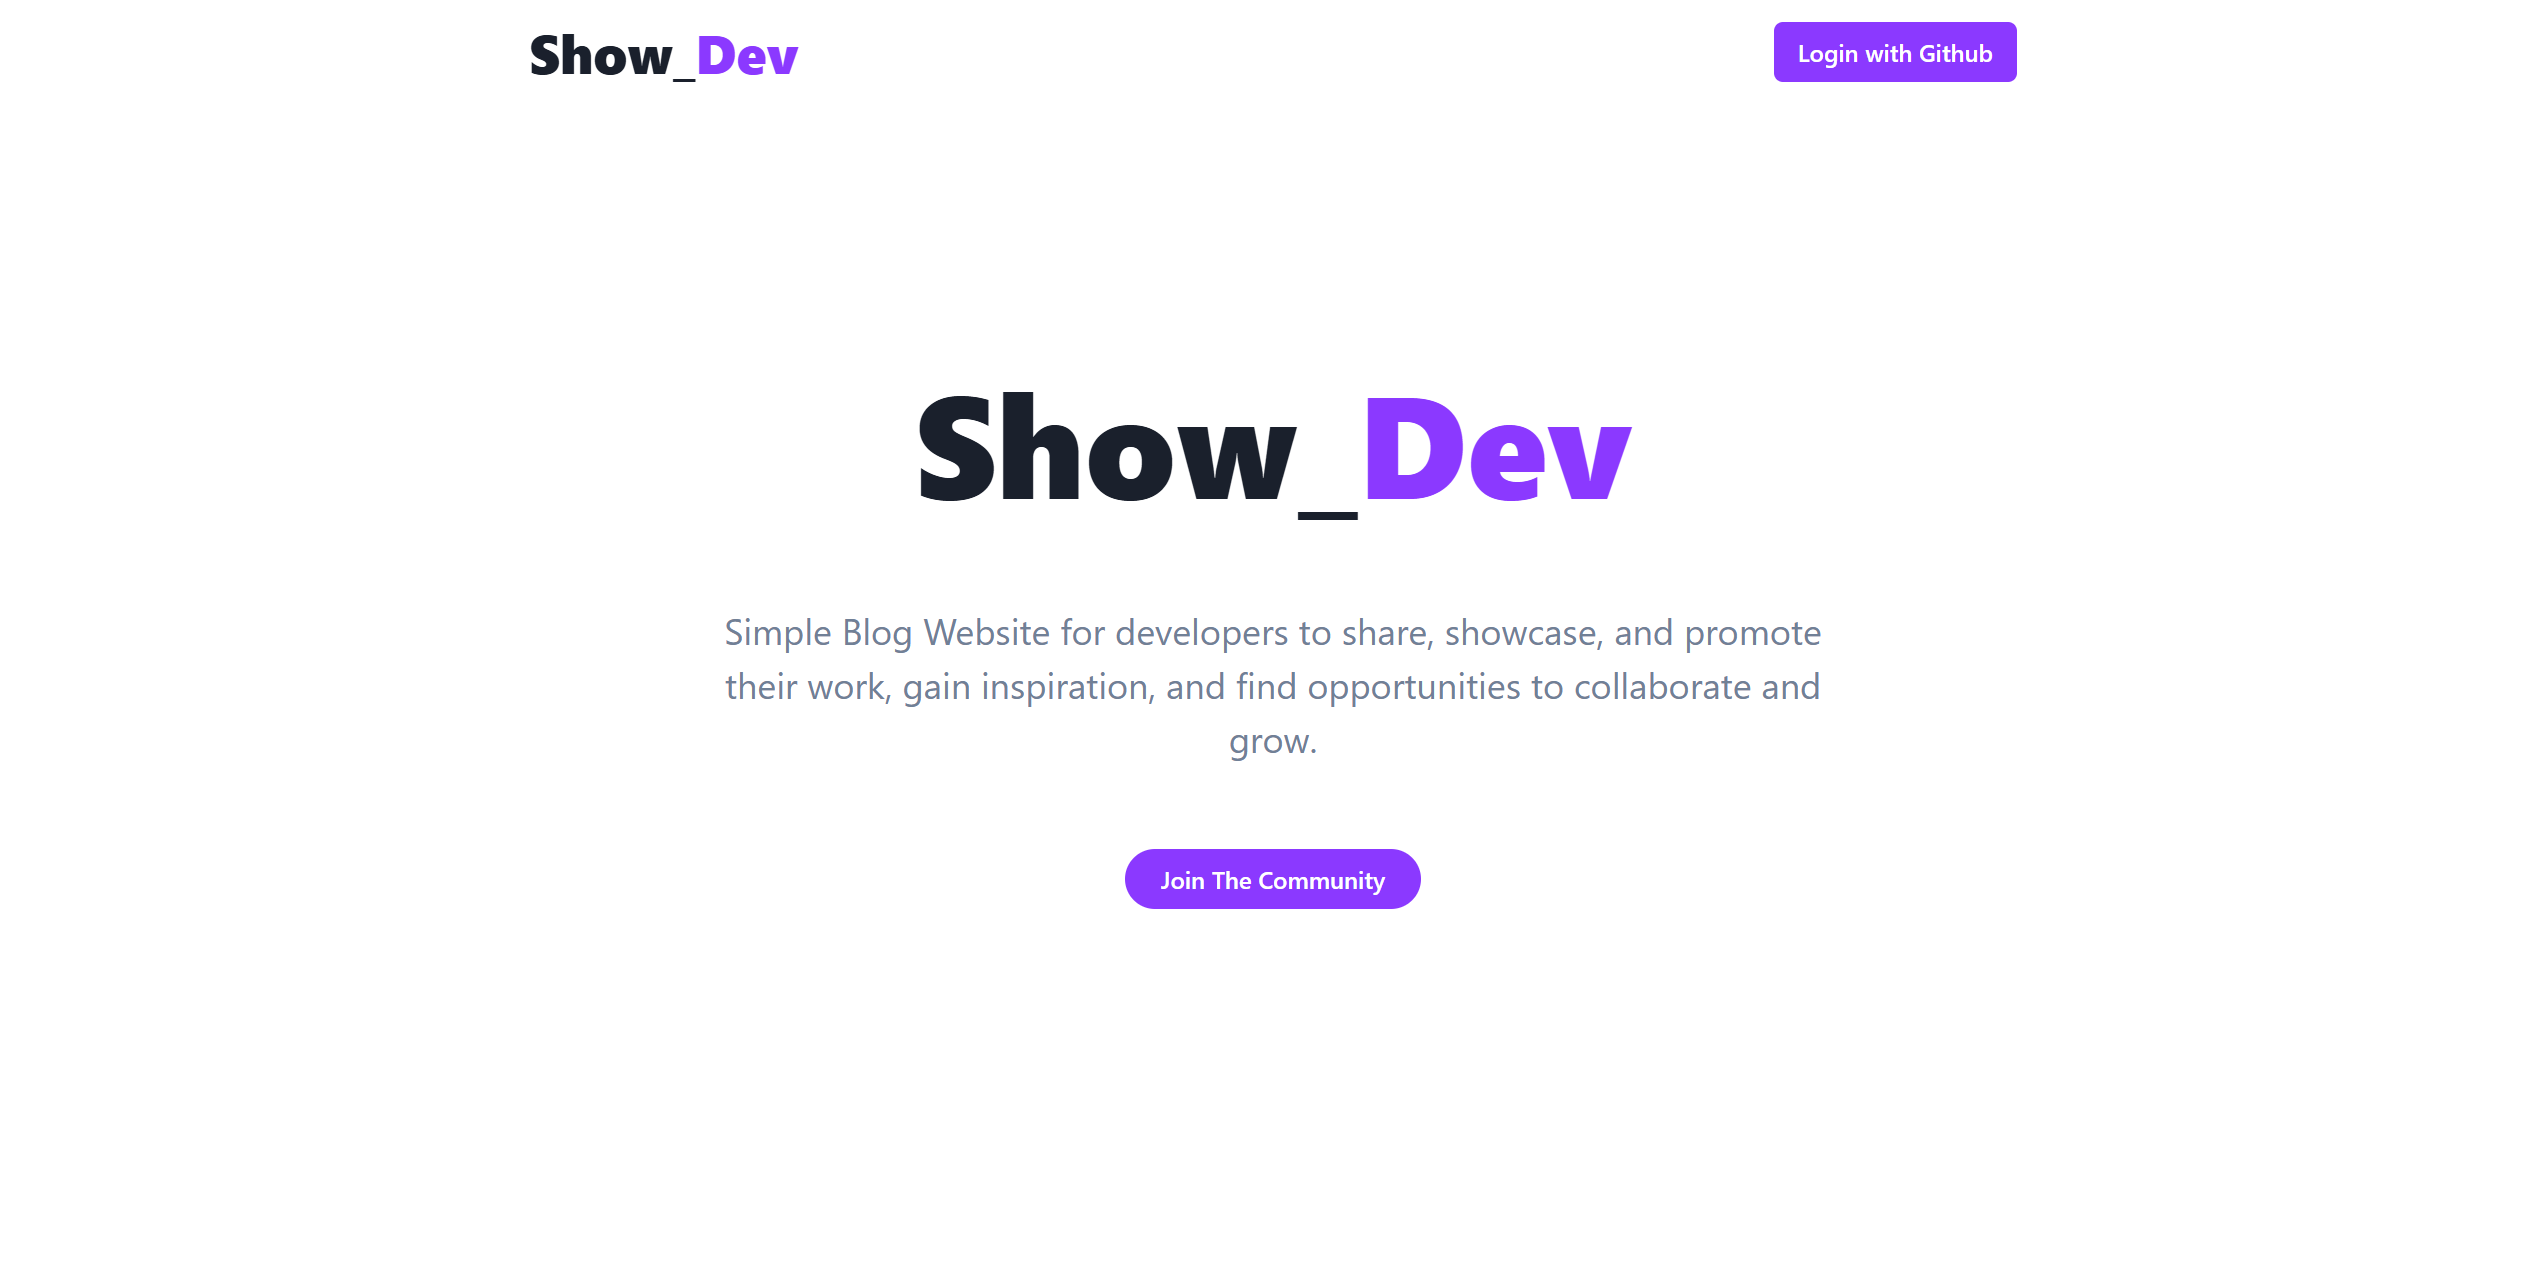 Show_Dev
Login with Github
Show_Dev
Simple Blog Website for developers to share, showcase, and promote
their work, gain inspiration, and find opportunities to collaborate and
grow.
Join The Community